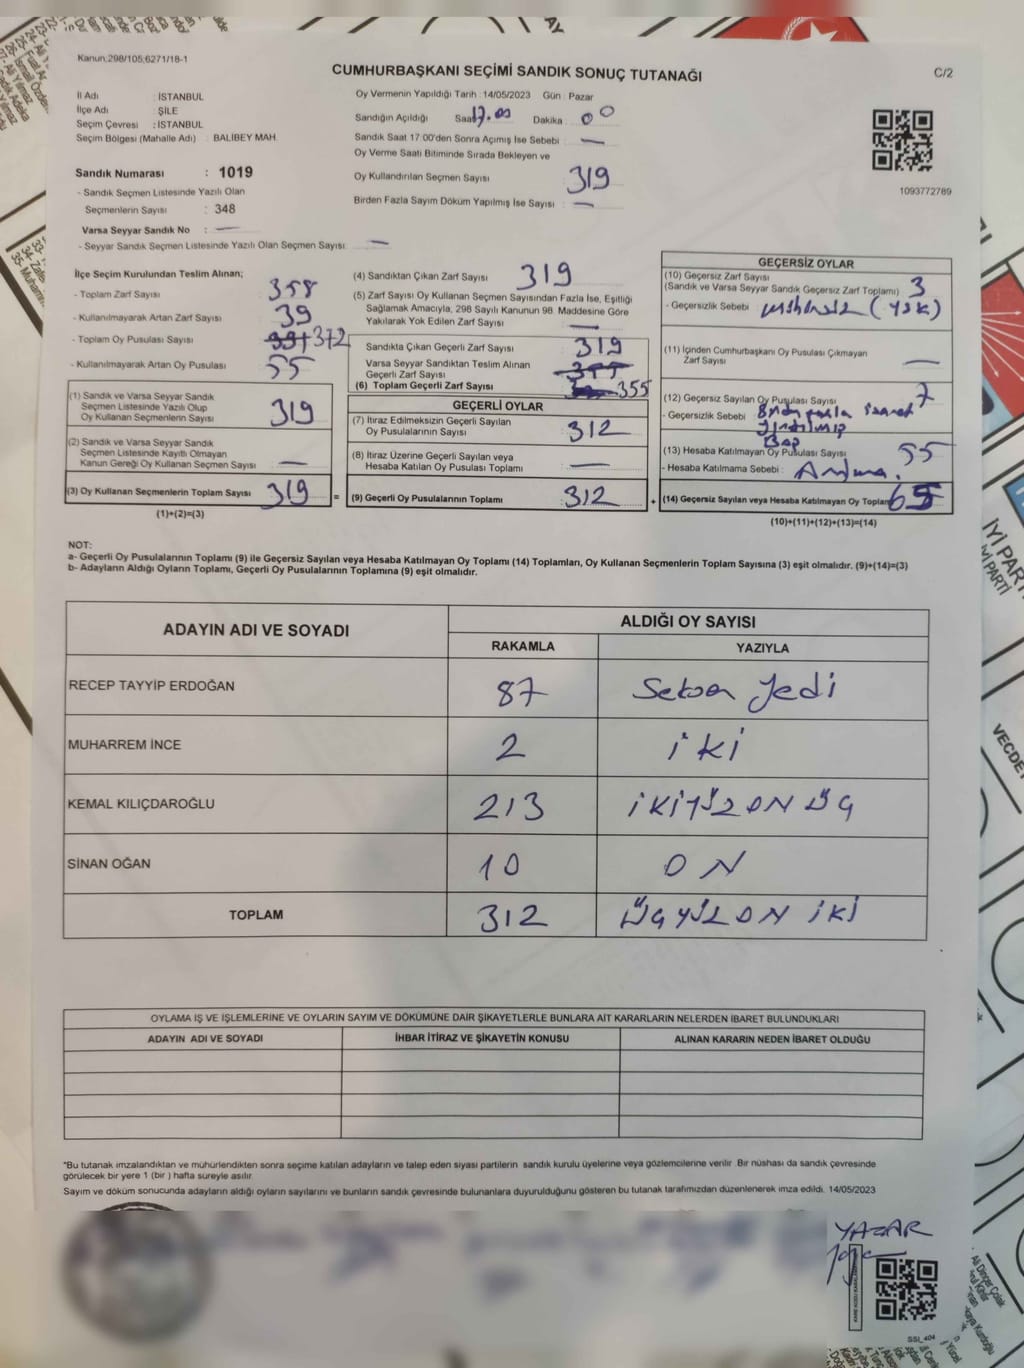 Kanun:298/105;6271/18-1
CUMHURBAŞKANI SEÇİMİ SANDIK SONUÇ TUTANAĞI
C/2
İl Adı : İSTANBUL
İlçe Adı : ŞİLE
Seçim Çevresi : İSTANBUL
Seçim Bölgesi (Mahalle Adı) : BALİBEY MAH.
Sandık Numarası : 1019
- Sandık Seçmen Listesinde Yazılı Olan
Seçmenlerin Sayısı : 348
Varsa Seyyar Sandık No : —
- Seyyar Sandık Seçmen Listesinde Yazılı Olan Seçmen Sayısı: —
Oy Vermenin Yapıldığı Tarih : 14/05/2023 Gün : Pazar
Sandığın Açıldığı Saat 17.00 Dakika : 00
Sandık Saat 17:00'den Sonra Açımış İse Sebebi : —
Oy Verme Saati Bitiminde Sırada Bekleyen ve
Oy Kullandırılan Seçmen Sayısı 319
Birden Fazla Sayım Döküm Yapılmış İse Sayısı : —
1093772789
İlçe Seçim Kurulundan Teslim Alınan;
- Toplam Zarf Sayısı 358
- Kullanılmayarak Artan Zarf Sayısı 39
- Toplam Oy Pusulası Sayısı 372
- Kullanılmayarak Artan Oy Pusulası 55
(1) Sandık ve Varsa Seyyar Sandık
Seçmen Listesinde Yazılı Olup
Oy Kullanan Seçmenlerin Sayısı 319
(2) Sandık ve Varsa Seyyar Sandık
Seçmen Listesinde Kayıtlı Olmayan
Kanun Gereği Oy Kullanan Seçmen Sayısı —
(3) Oy Kullanan Seçmenlerin Toplam Sayısı 319
(1)+(2)=(3)
=
(4) Sandıktan Çıkan Zarf Sayısı 319
(5) Zarf Sayısı Oy Kullanan Seçmen Sayısından Fazla İse, Eşitliği
Sağlamak Amacıyla, 298 Sayılı Kanunun 98. Maddesine Göre
Yakılarak Yok Edilen Zarf Sayısı —
Sandıkta Çıkan Geçerli Zarf Sayısı 319
Varsa Seyyar Sandıktan Teslim Alınan
Geçerli Zarf Sayısı
(6) Toplam Geçerli Zarf Sayısı 355
GEÇERLİ OYLAR
(7) İtiraz Edilmeksizin Geçerli Sayılan
Oy Pusulalarının Sayısı 312
(8) İtiraz Üzerine Geçerli Sayılan veya
Hesaba Katılan Oy Pusulası Toplamı —
(9) Geçerli Oy Pusulalarının Toplamı 312
+
GEÇERSİZ OYLAR
(10) Geçersiz Zarf Sayısı
(Sandık ve Varsa Seyyar Sandık Geçersiz Zarf Toplamı) 3
- Geçersizlik Sebebi : Mühürsüz (YSK)
(11) İçinden Cumhurbaşkanı Oy Pusulası Çıkmayan
Zarf Sayısı —
(12) Geçersiz Sayılan Oy Pusulası Sayısı 7
- Geçersizlik Sebebi : Birden fazla işaret
(13) Hesaba Katılmayan Oy Pusulası Sayısı 55
- Hesaba Katılmama Sebebi :
(14) Geçersiz Sayılan veya Hesaba Katılmayan Oy Toplam
(10)+(11)+(12)+(13)=(14)
NOT:
a- Geçerli Oy Pusulalarının Toplamı (9) ile Geçersiz Sayılan veya Hesaba Katılmayan Oy Toplamı (14) Toplamları, Oy Kullanan Seçmenlerin Toplam Sayısına (3) eşit olmalıdır. (9)+(14)=(3)
b- Adayların Aldığı Oyların Toplamı, Geçerli Oy Pusulalarının Toplamına (9) eşit olmalıdır.
ADAYIN ADI VE SOYADI
ALDIĞI OY SAYISI
RAKAMLA YAZIYLA
RECEP TAYYİP ERDOĞAN 87 Seksen yedi
MUHARREM İNCE 2 İKİ
KEMAL KILIÇDAROĞLU 213 İKİYÜZ ON ÜÇ
SİNAN OĞAN 10 ON
TOPLAM 312 ÜÇYÜZ ON İKİ
OYLAMA İŞ VE İŞLEMLERİNE VE OYLARIN SAYIM VE DÖKÜMÜNE DAİR ŞİKAYETLERLE BUNLARA AİT KARARLARIN NELERDEN İBARET BULUNDUKLARI
ADAYIN ADI VE SOYADI İHBAR İTİRAZ VE ŞİKAYETİN KONUSU ALINAN KARARIN NEDEN İBARET OLDUĞU
*Bu tutanak imzalandıktan ve mühürlendikten sonra seçime katılan adayların ve talep eden siyasi partilerin sandık kurulu üyelerine veya gözlemcilerine verilir. Bir nüshası da sandık çevresinde
görülecek bir yere 1 (bir ) hafta süreyle asılır.
Sayım ve döküm sonucunda adayların aldığı oyların sayılarını ve bunların sandık çevresinde bulunanlara duyurulduğunu gösteren bu tutanak tarafımızdan düzenlenerek imza edildi. 14/05/2023
YAZAR
SSİ_404
İYİ PARTİ
İYİ PARTİ
VECDE